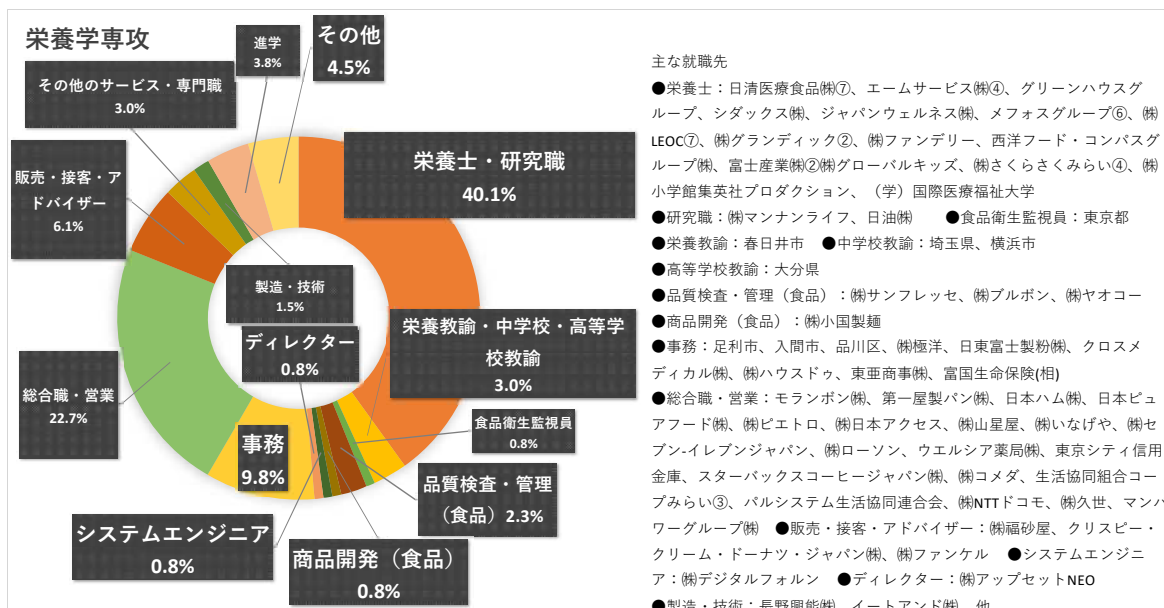 栄養学専攻
進学
3.8%
その他
4.5%
その他のサービス・専門職
3.0%
販売・接客・ア
ドバイザー
6.1%
栄養士・研究職
40.1%
製造・技術
1.5%
ディレクター
0.8%
栄養教諭・中学校・高等学
校教諭
3.0%
総合職・営業
22.7%
食品衛生監視員
0.8%
事務
9.8%
品質検査・管理
（食品）2.3%
システムエンジニア
0.8%
商品開発（食品）
0.8%
主な就職先
●栄養士：日清医療食品㈱⑦、エームサービス㈱④、グリーンハウスグ
ループ、シダックス㈱、ジャパンウェルネス㈱、メフォスグループ⑥、㈱
LEOC⑦、㈱グランディック②、㈱ファンデリー、西洋フード・コンパスグ
ループ㈱、富士産業㈱②㈱グローバルキッズ、㈱さくらさくみらい④、㈱
小学館集英社プロダクション、（学）国際医療福祉大学
●研究職：㈱マンナンライフ、日油㈱　●食品衛生監視員：東京都
●栄養教諭：春日井市　●中学校教諭：埼玉県、横浜市
●高等学校教諭：大分県
●品質検査・管理（食品）：㈱サンフレッセ、㈱ブルボン、㈱ヤオコー
●商品開発（食品）：㈱小国製麺
●事務：足利市、入間市、品川区、㈱極洋、日東富士製粉㈱、クロスメ
ディカル㈱、㈱ハウスドゥ、東亜商事㈱、富国生命保険(相)
●総合職・営業：モランボン㈱、第一屋製パン㈱、日本ハム㈱、日本ピュ
アフード㈱、㈱ピエトロ、㈱日本アクセス、㈱山星屋、㈱いなげや、㈱セ
ブン-イレブンジャパン、㈱ローソン、ウエルシア薬局㈱、東京シティ信用
金庫、スターバックスコーヒージャパン㈱、㈱コメダ、生活協同組合コー
プみらい③、パルシステム生活協同連合会、㈱NTTドコモ、㈱久世、マンパ
ワーグループ㈱　●販売・接客・アドバイザー：㈱福砂屋、クリスピー・
クリーム・ドーナツ・ジャパン㈱、㈱ファンケル　●システムエンジニ
ア：㈱デジタルフォルン　●ディレクター：㈱アップセットNEO
●製造・技術：長野興能㈱、イートアンド㈱　他